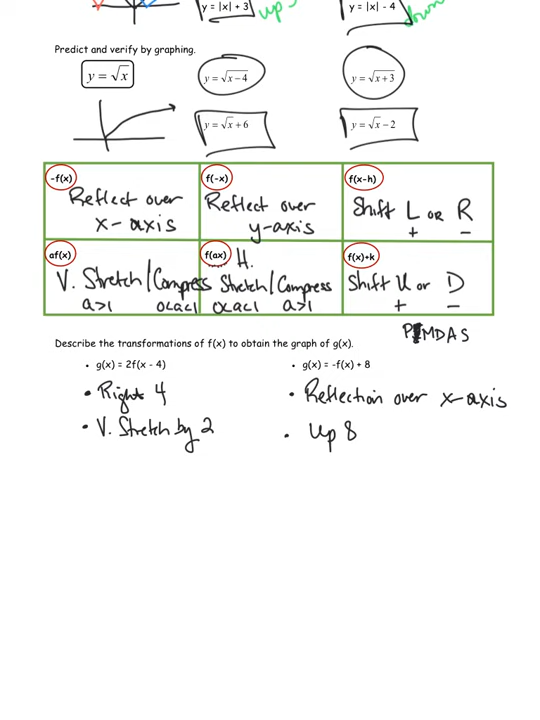 y = |x| + 3 up
y = |x| - 4 down
Predict and verify by graphing.
y = √x
y = √x−4
y = √x+3
y = √x+6
y = √x−2
-f(x)
Reflect over
x-axis
f(-x)
Reflect over
y-axis
f(x-h)
Shift L or R
+ −
af(x)
V. Stretch/Compress
a>1 0<a<1
f(ax) H.
Stretch/Compress
0<a<1 a>1
f(x)+k
Shift U or D
+ −
PEMDAS
Describe the transformations of f(x) to obtain the graph of g(x).
• g(x) = 2f(x - 4)
• Right 4
• V. Stretch by 2
• g(x) = -f(x) + 8
• Reflection over x-axis
• Up 8